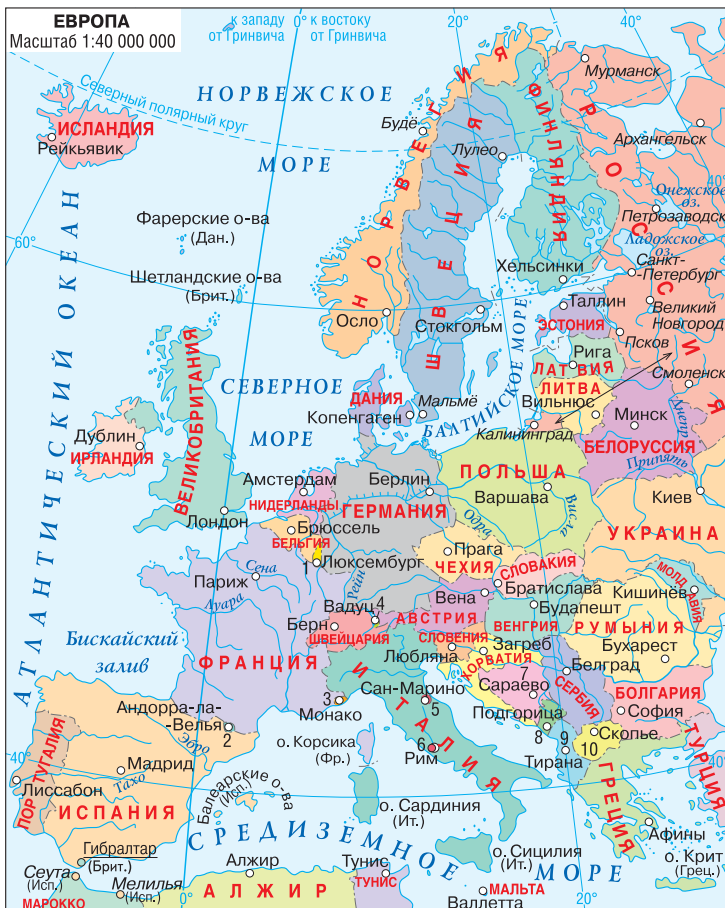 ЕВРОПА
Масштаб 1:40 000 000
к западу от Гринвича
0°
к востоку от Гринвича
20°
40°
Северный полярный круг
НОРВЕЖСКОЕ
МОРЕ
ИСЛАНДИЯ
Рейкьявик
НОРВЕГИЯ
ШВЕЦИЯ
ФИНЛЯНДИЯ
РОССИЯ
Мурманск
Будё
Лулео
Архангельск
40°
Онежское оз.
Петрозаводск
Ладожское оз.
Санкт-Петербург
Фарерские о-ва
(Дан.)
60°
Шетландские о-ва
(Брит.)
АТЛАНТИЧЕСКИЙ ОКЕАН
Хельсинки
Осло
Стокгольм
Таллин
ЭСТОНИЯ
Великий Новгород
Псков
Рига
ЛАТВИЯ
Смоленск
ЛИТВА
Вильнюс
БАЛТИЙСКОЕ МОРЕ
СЕВЕРНОЕ
МОРЕ
ДАНИЯ
Мальмё
Копенгаген
Калининград
Минск
БЕЛОРУССИЯ
Днепр
Припять
ВЕЛИКОБРИТАНИЯ
Дублин
ИРЛАНДИЯ
Лондон
Амстердам
НИДЕРЛАНДЫ
Берлин
ГЕРМАНИЯ
ПОЛЬША
Варшава
Висла
Одра
Киев
УКРАИНА
Брюссель
БЕЛЬГИЯ
1
Люксембург
Прага
ЧЕХИЯ
СЛОВАКИЯ
Братислава
Сена
Париж
Луара
Рейн
Вадуц
4
Вена
АВСТРИЯ
Будапешт
ВЕНГРИЯ
Кишинёв
МОЛДАВИЯ
РУМЫНИЯ
Бухарест
Берн
ШВЕЙЦАРИЯ
СЛОВЕНИЯ
Любляна
Загреб
ХОРВАТИЯ
Белград
СЕРБИЯ
Бискайский
залив
ФРАНЦИЯ
ИТАЛИЯ
Сан-Марино
5
7
Сараево
БОЛГАРИЯ
София
3
Монако
Подгорица
8
9
10
Скопье
Тирана
ТУРЦИЯ
Андорра-ла-
-Велья
2
Эбро
о. Корсика
(Фр.)
6
Рим
40°
ПОРТУГАЛИЯ
Лиссабон
Мадрид
Тахо
ИСПАНИЯ
Балеарские о-ва
(Исп.)
о. Сардиния
(Ит.)
ГРЕЦИЯ
Афины
СРЕДИЗЕМНОЕ
МОРЕ
Гибралтар
(Брит.)
Сеута
(Исп.)
Мелилья
(Исп.)
МАРОККО
0°
Алжир
АЛЖИР
Тунис
ТУНИС
о. Сицилия
(Ит.)
МАЛЬТА
Валлетта
о. Крит
(Грец.)
20°